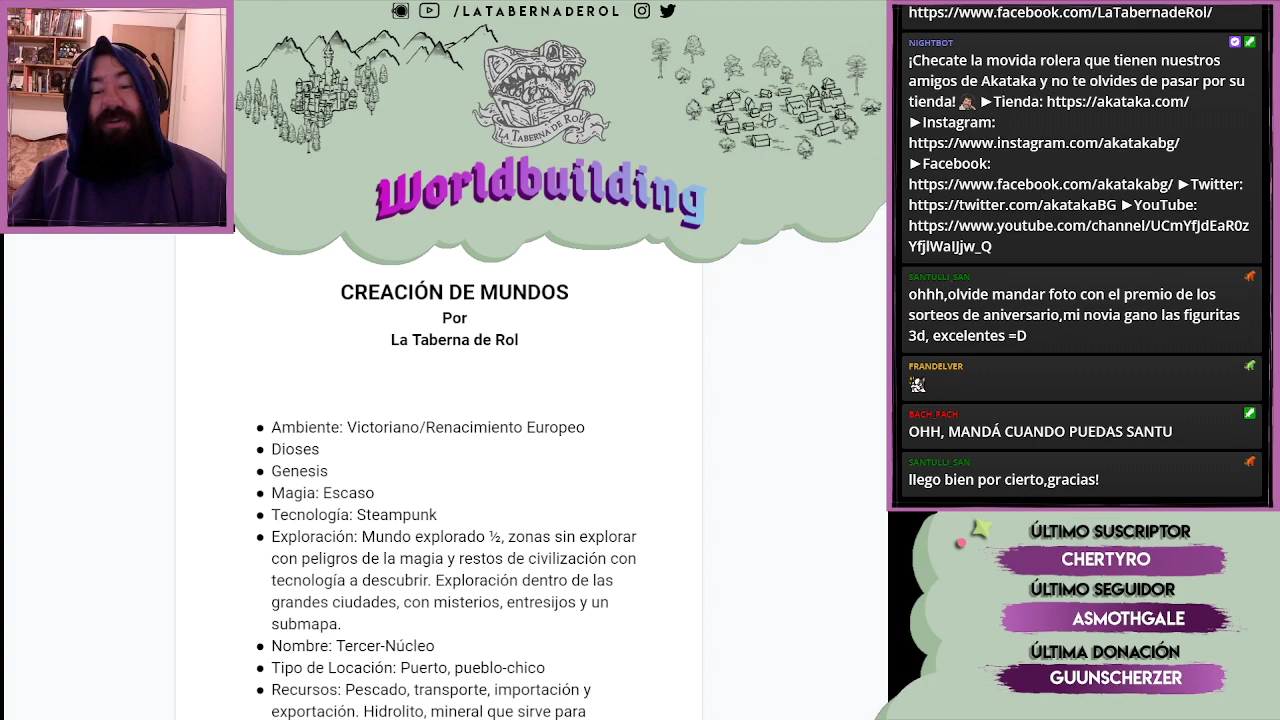 /LATABERNADEROL
LA TABERNA DE ROL
Worldbuilding
CREACIÓN DE MUNDOS
Por
La Taberna de Rol
● Ambiente: Victoriano/Renacimiento Europeo
● Dioses
● Genesis
● Magia: Escaso
● Tecnología: Steampunk
● Exploración: Mundo explorado ½, zonas sin explorar
con peligros de la magia y restos de civilización con
tecnología a descubrir. Exploración dentro de las
grandes ciudades, con misterios, entresijos y un
submapa.
● Nombre: Tercer-Núcleo
● Tipo de Locación: Puerto, pueblo-chico
● Recursos: Pescado, transporte, importación y
exportación. Hidrolito, mineral que sirve para
https://www.facebook.com/LaTabernadeRol/
NIGHTBOT
¡Checate la movida rolera que tienen nuestros
amigos de Akataka y no te olvides de pasar por su
tienda! ►Tienda: https://akataka.com/
►Instagram:
https://www.instagram.com/akatakabg/
►Facebook:
https://www.facebook.com/akatakabg/ ►Twitter:
https://twitter.com/akatakaBG ►YouTube:
https://www.youtube.com/channel/UCmYfJdEaR0z
YfjlWaIJjw_Q
SANTULLI_SAN
ohhh,olvide mandar foto con el premio de los
sorteos de aniversario,mi novia gano las figuritas
3d, excelentes =D
FRANDELVER
BACH_PACH
OHH, MANDÁ CUANDO PUEDAS SANTU
SANTULLI_SAN
llego bien por cierto,gracias!
ÚLTIMO SUSCRIPTOR
CHERTYRO
ÚLTIMO SEGUIDOR
ASMOTHGALE
ÚLTIMA DONACIÓN
GUUNSCHERZER